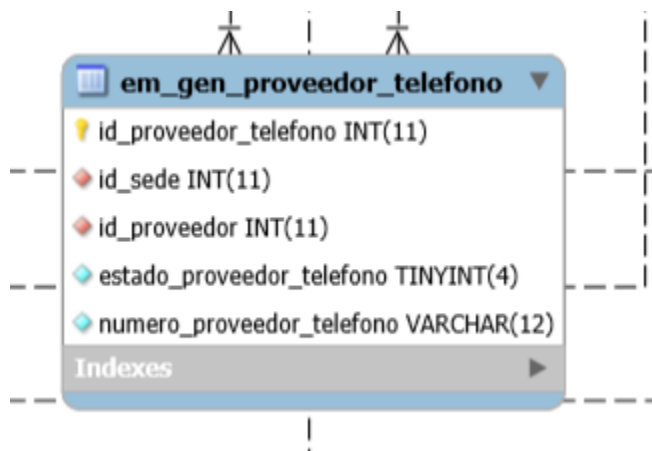 em_gen_proveedor_telefono
id_proveedor_telefono INT(11)
id_sede INT(11)
id_proveedor INT(11)
estado_proveedor_telefono TINYINT(4)
numero_proveedor_telefono VARCHAR(12)
Indexes